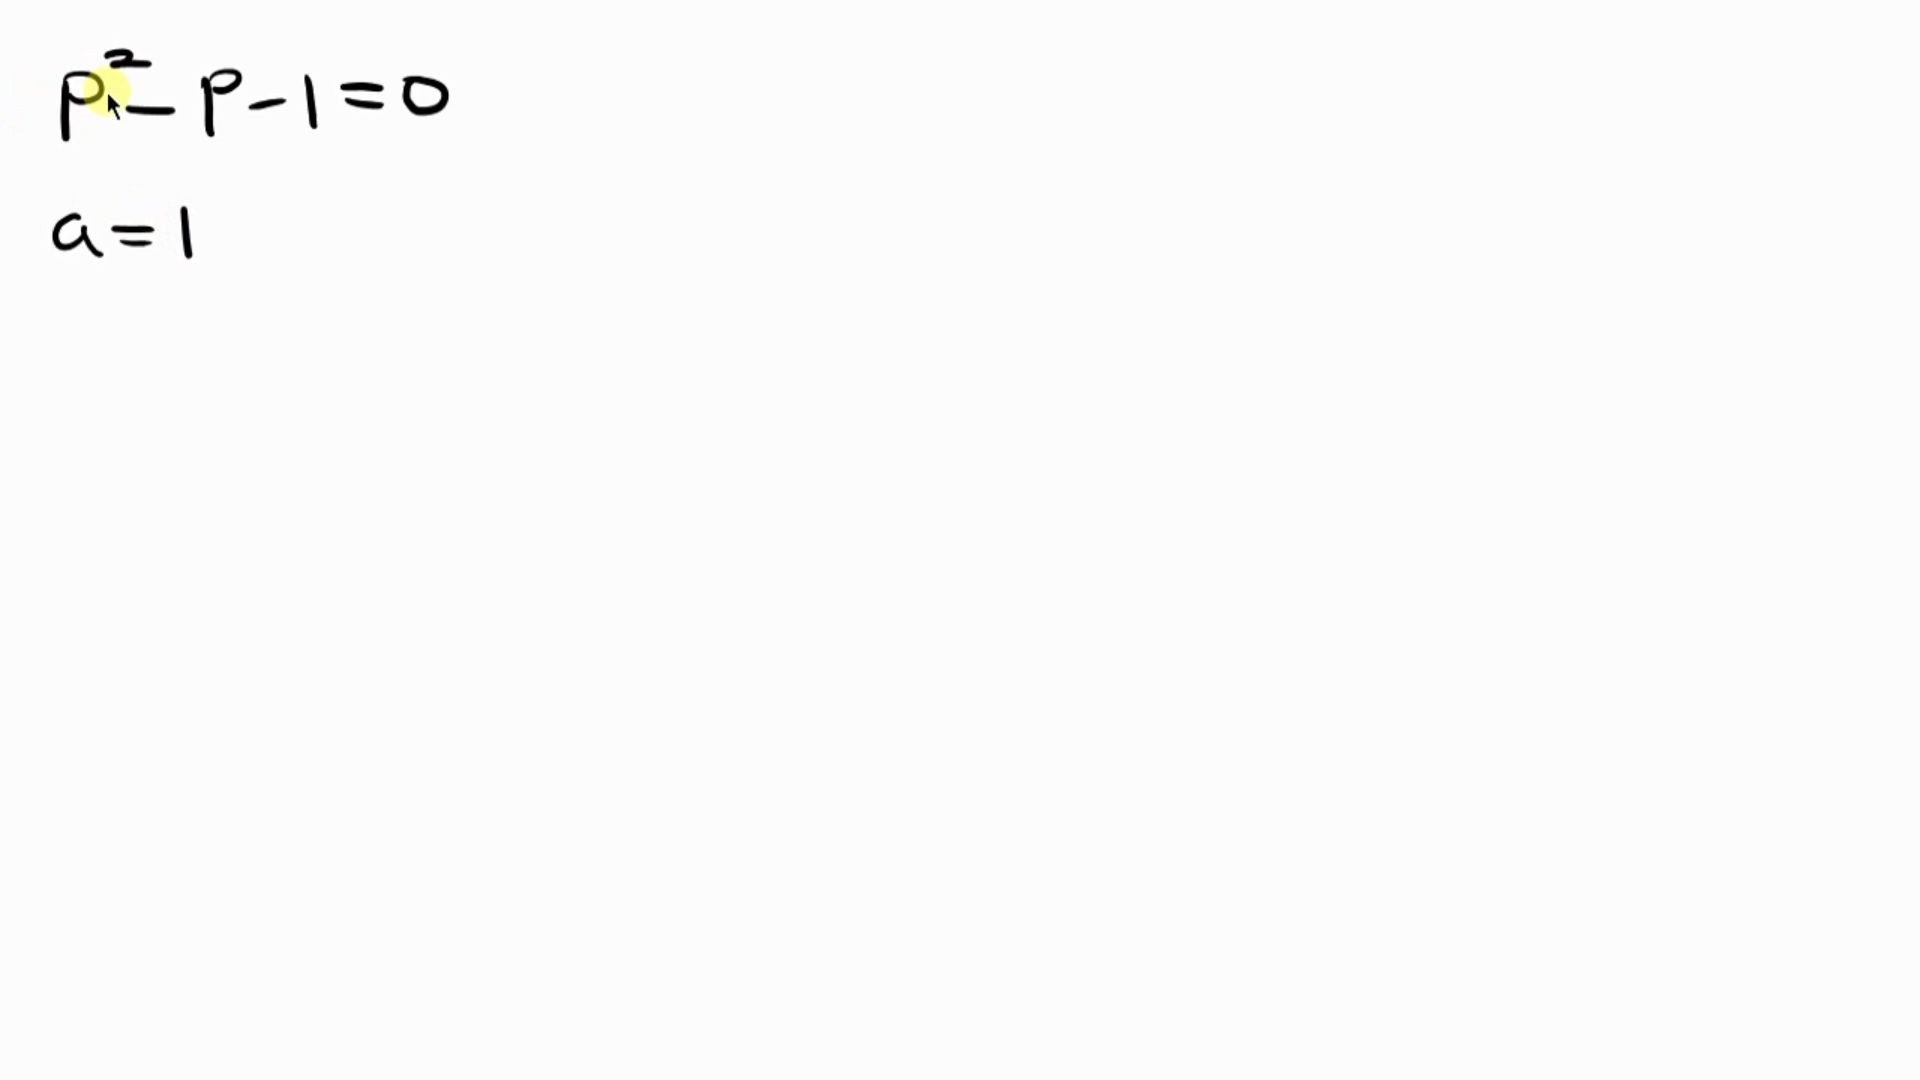 p² - p - 1 = 0
a = 1